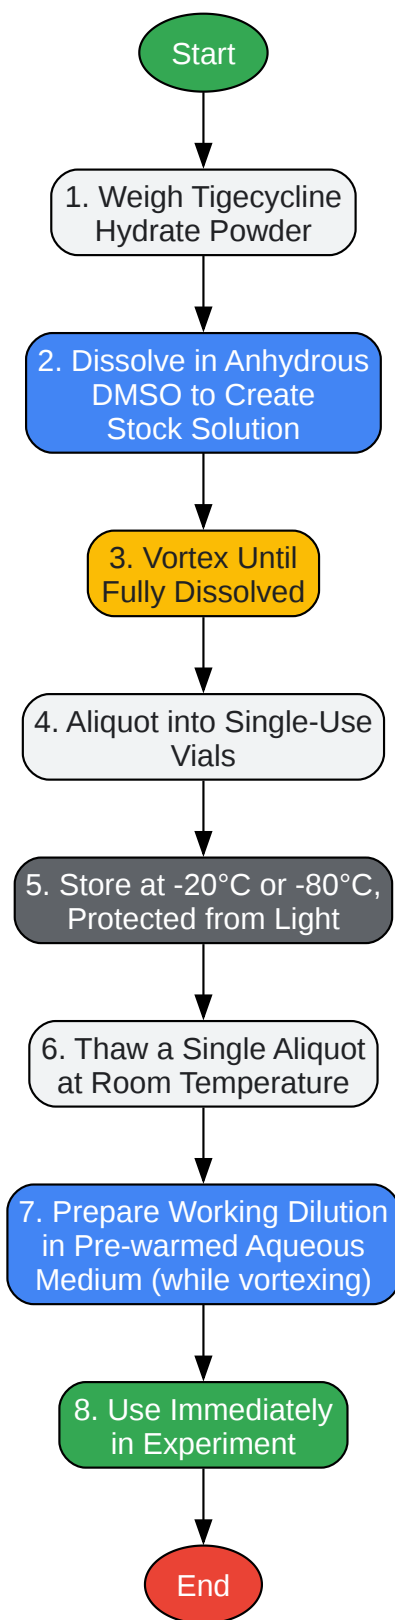 Start
1. Weigh Tigecycline
Hydrate Powder
2. Dissolve in Anhydrous
DMSO to Create
Stock Solution
3. Vortex Until
Fully Dissolved
4. Aliquot into Single-Use
Vials
5. Store at -20°C or -80°C,
Protected from Light
6. Thaw a Single Aliquot
at Room Temperature
7. Prepare Working Dilution
in Pre-warmed Aqueous
Medium (while vortexing)
8. Use Immediately
in Experiment
End